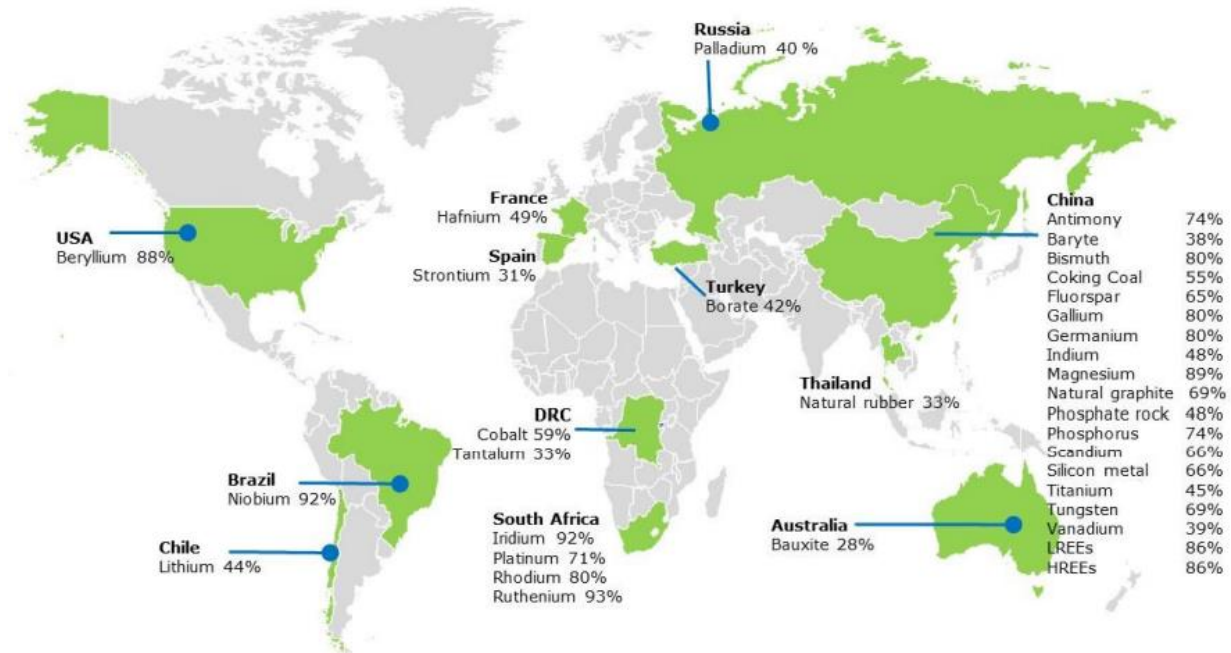 Russia
Palladium 40 %
France
Hafnium 49%
USA
Beryllium 88%
Spain
Strontium 31%
Turkey
Borate 42%
China
Antimony 74%
Baryte 38%
Bismuth 80%
Coking Coal 55%
Fluorspar 65%
Gallium 80%
Germanium 80%
Indium 48%
Magnesium 89%
Natural graphite 69%
Phosphate rock 48%
Phosphorus 74%
Scandium 66%
Silicon metal 66%
Titanium 45%
Tungsten 69%
Vanadium 39%
LREEs 86%
HREEs 86%
Thailand
Natural rubber 33%
DRC
Cobalt 59%
Tantalum 33%
Brazil
Niobium 92%
Chile
Lithium 44%
South Africa
Iridium 92%
Platinum 71%
Rhodium 80%
Ruthenium 93%
Australia
Bauxite 28%